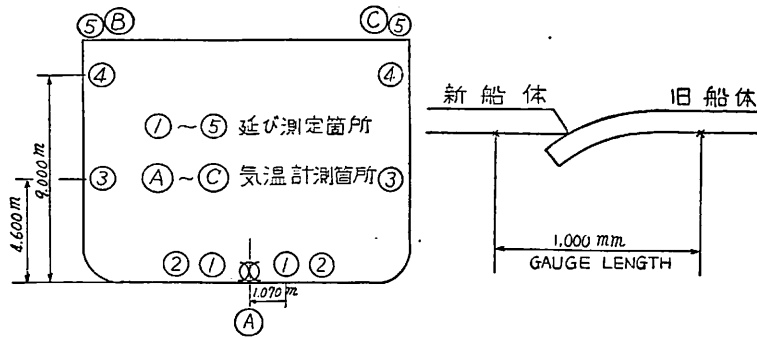 ⑤ Ⓑ Ⓒ ⑤
④ ④
新船体 旧船体
①～⑤ 延び測定箇所
③ Ⓐ～Ⓒ 気温計測箇所 ③
9.000m
4.600m
② ① ① ②
1.070m
Ⓐ
1,000 mm
GAUGE LENGTH